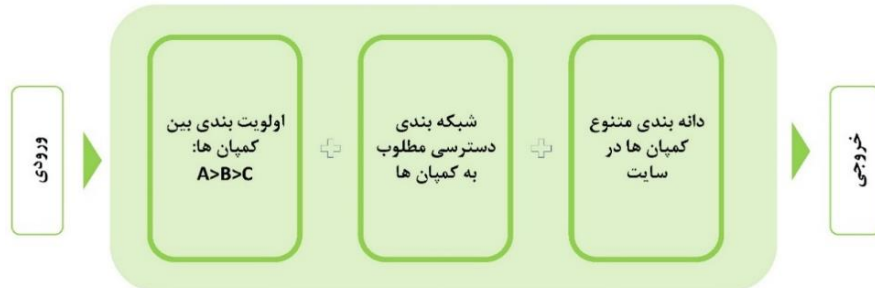 ورودی
اولویت بندی بین
کمپان ها:
A>B>C
شبکه بندی
دسترسی مطلوب
به کمپان ها
دانه بندی متنوع
کمپان ها در
سایت
خروجی